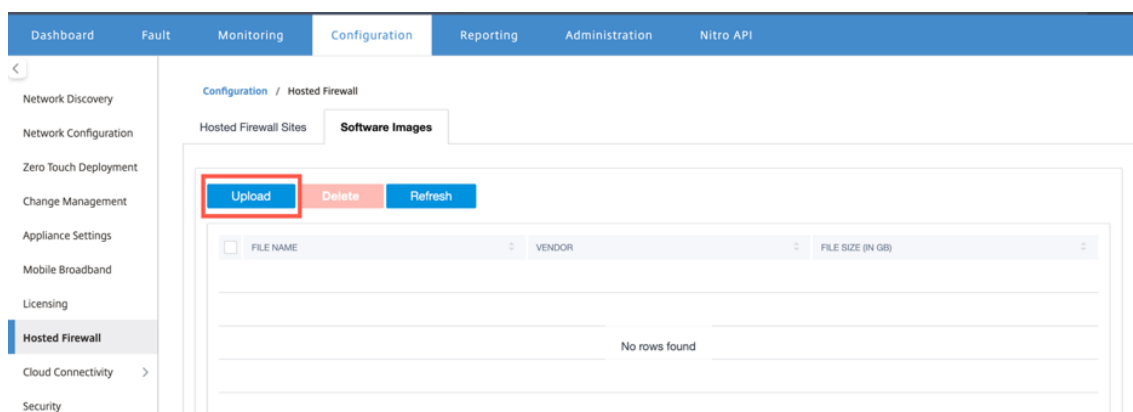 Dashboard Fault Monitoring Configuration Reporting Administration Nitro API
<
Network Discovery
Network Configuration
Zero Touch Deployment
Change Management
Appliance Settings
Mobile Broadband
Licensing
Hosted Firewall
Cloud Connectivity >
Security
Configuration / Hosted Firewall
Hosted Firewall Sites Software Images
Upload Delete Refresh
FILE NAME VENDOR FILE SIZE (IN GB)
No rows found